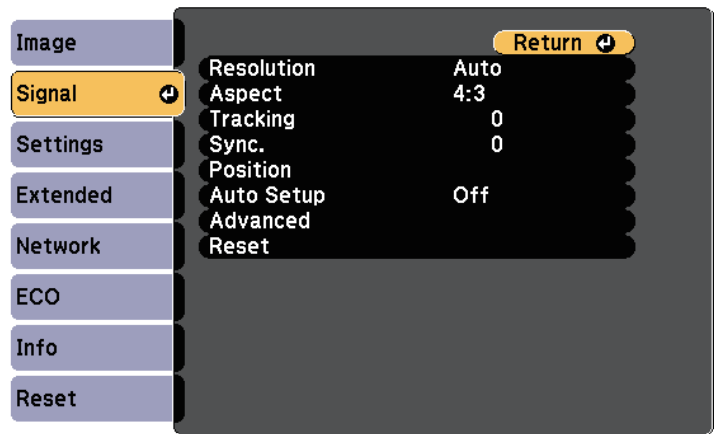 Image
Signal
Settings
Extended
Network
ECO
Info
Reset
Return
Resolution Auto
Aspect 4:3
Tracking 0
Sync. 0
Position
Auto Setup Off
Advanced
Reset